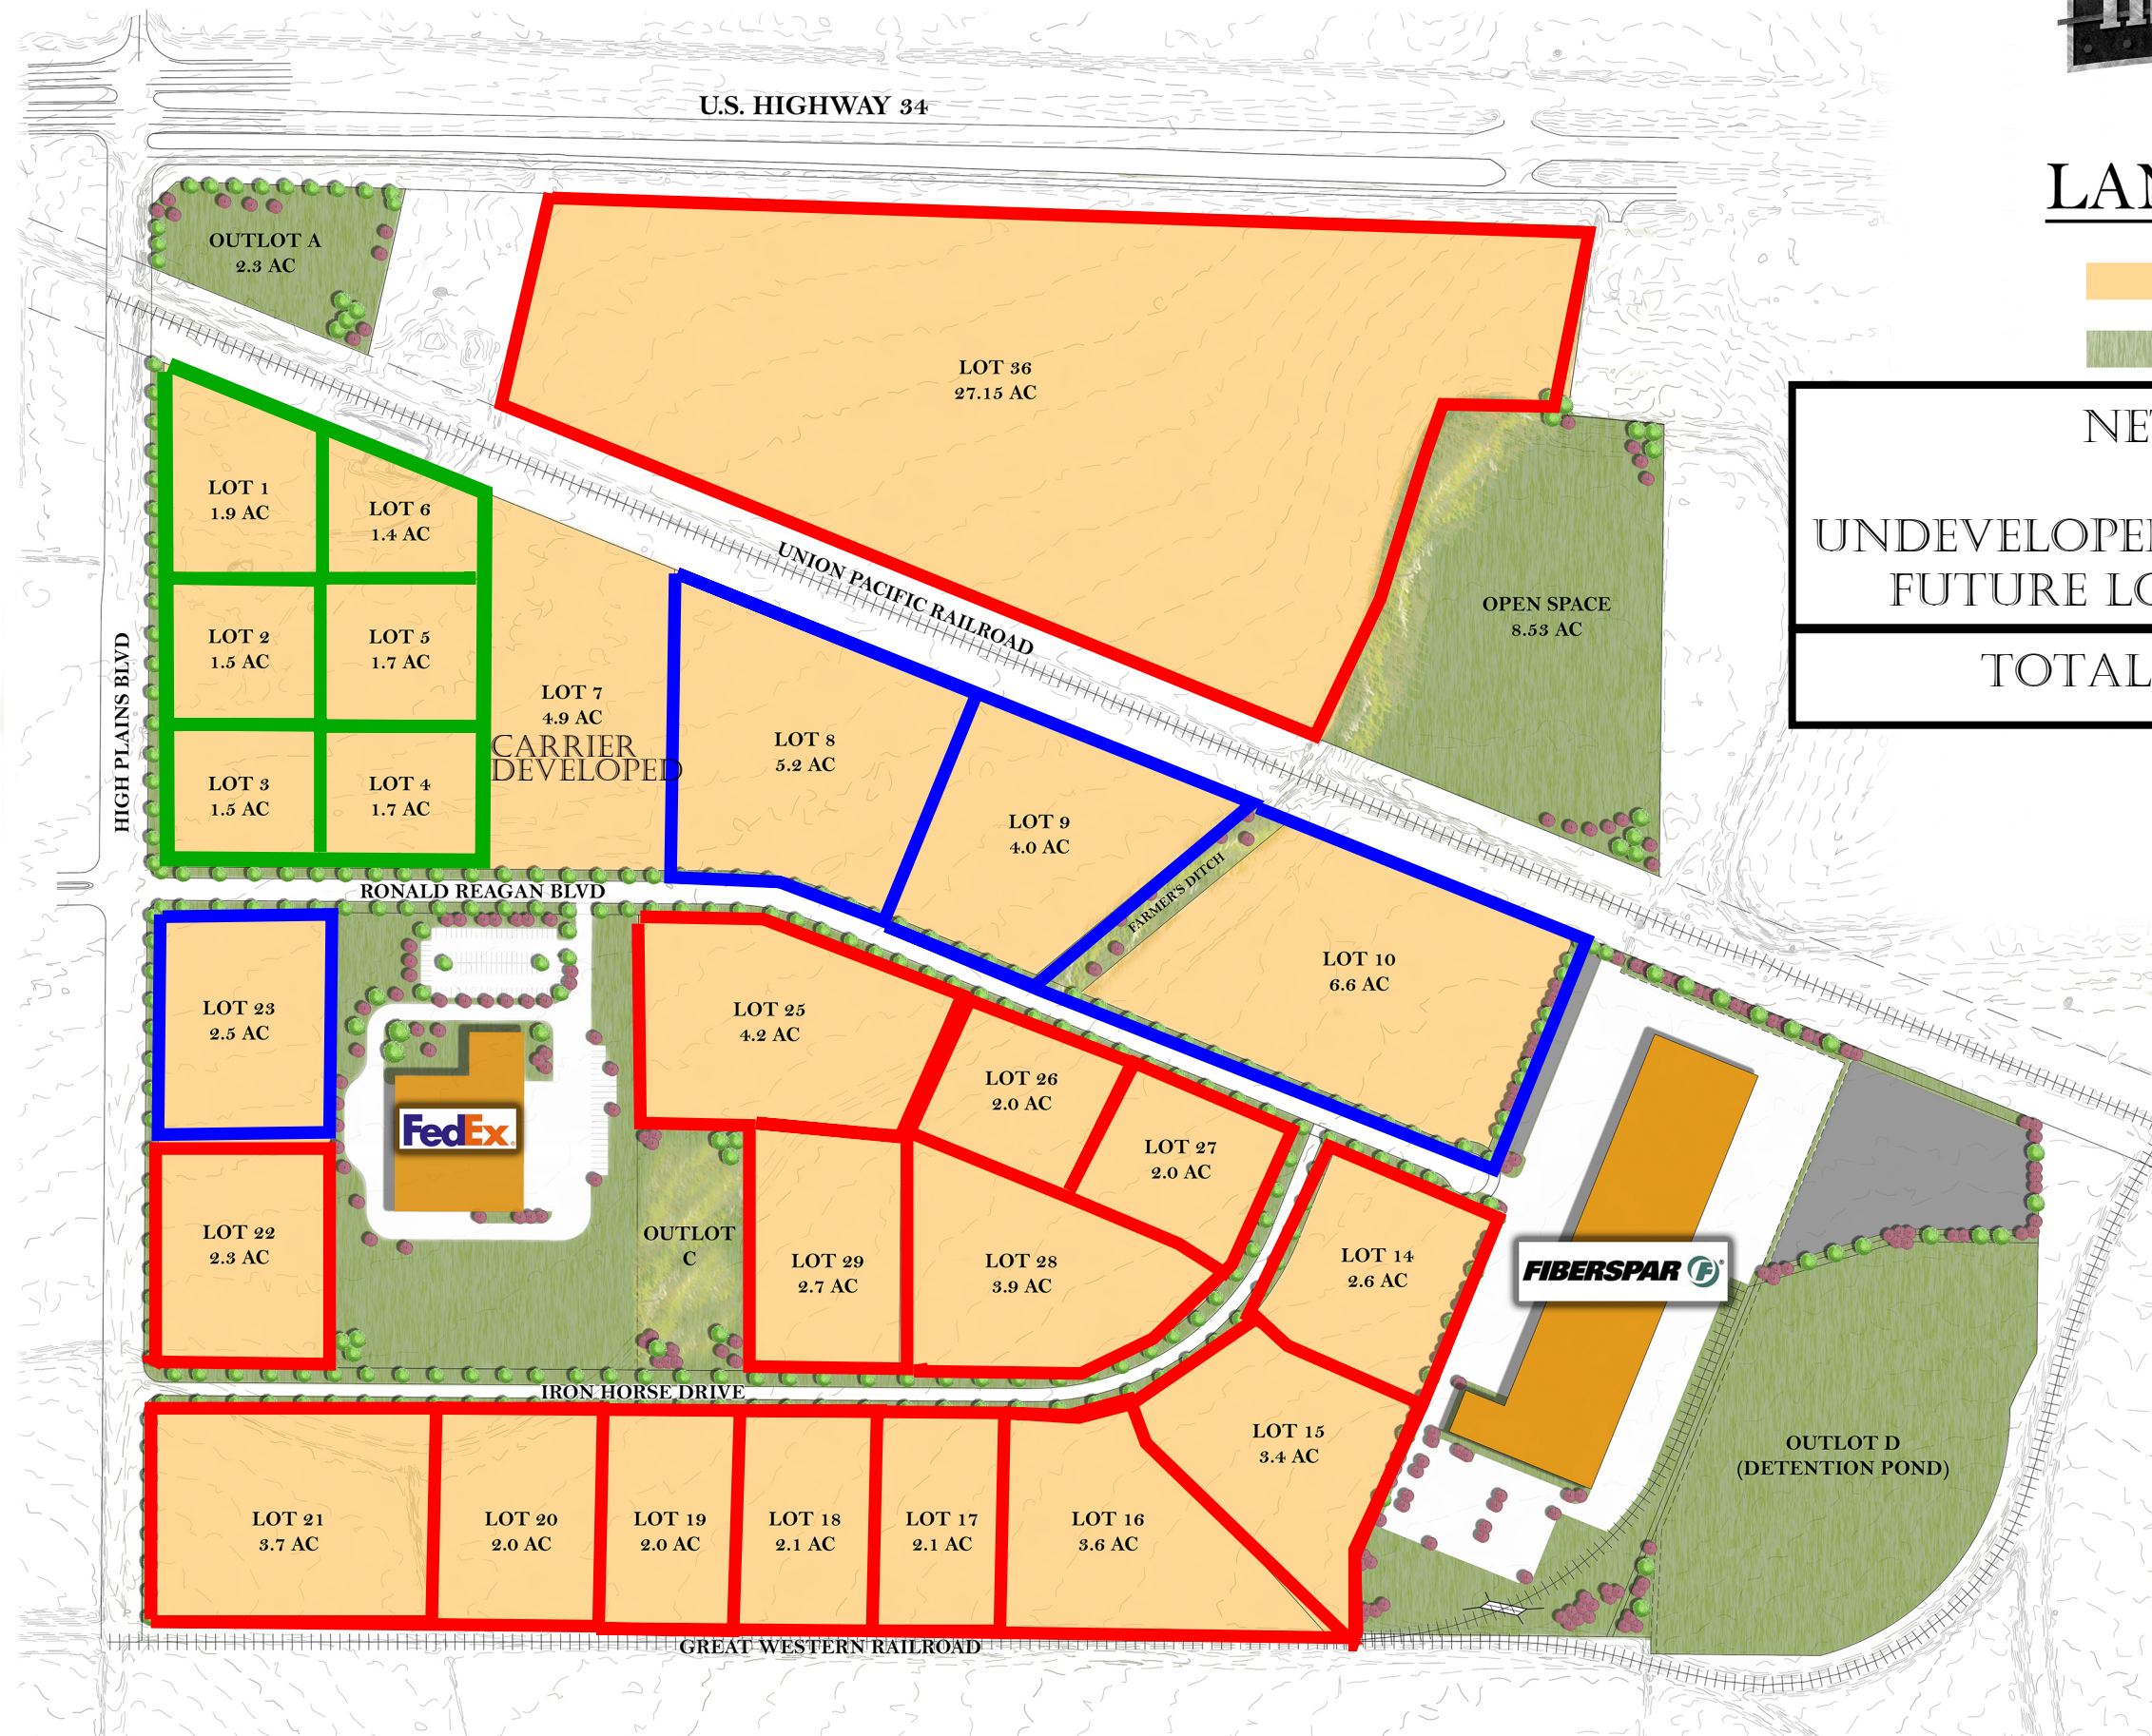 U.S. HIGHWAY 34
LAN
OUTLOT A
2.3 AC
LOT 36
27.15 AC
NE
UNDEVELOPE
FUTURE LO
TOTAL
LOT 1
1.9 AC
LOT 6
1.4 AC
UNION PACIFIC RAILROAD
OPEN SPACE
8.53 AC
HIGH PLAINS BLVD
LOT 2
1.5 AC
LOT 5
1.7 AC
LOT 7
4.9 AC
CARRIER
DEVELOPED
LOT 8
5.2 AC
LOT 3
1.5 AC
LOT 4
1.7 AC
LOT 9
4.0 AC
FARMER'S DITCH
RONALD REAGAN BLVD
LOT 10
6.6 AC
LOT 23
2.5 AC
LOT 25
4.2 AC
FedEx
LOT 26
2.0 AC
LOT 27
2.0 AC
LOT 22
2.3 AC
OUTLOT
C
LOT 29
2.7 AC
LOT 28
3.9 AC
LOT 14
2.6 AC
FIBERSPAR
IRON HORSE DRIVE
LOT 15
3.4 AC
OUTLOT D
(DETENTION POND)
LOT 21
3.7 AC
LOT 20
2.0 AC
LOT 19
2.0 AC
LOT 18
2.1 AC
LOT 17
2.1 AC
LOT 16
3.6 AC
GREAT WESTERN RAILROAD